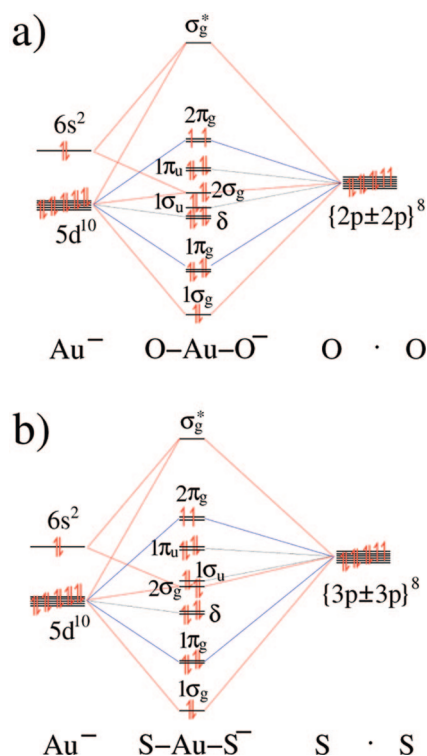 a)
σg*
2πg
6s²
1πu
2σg
1σu
δ
5d¹⁰
{2p±2p}⁸
1πg
1σg
Au⁻ O–Au–O⁻ O · O
b)
σg*
2πg
6s²
1πu
1σu
2σg
δ
5d¹⁰
{3p±3p}⁸
1πg
1σg
Au⁻ S–Au–S⁻ S · S